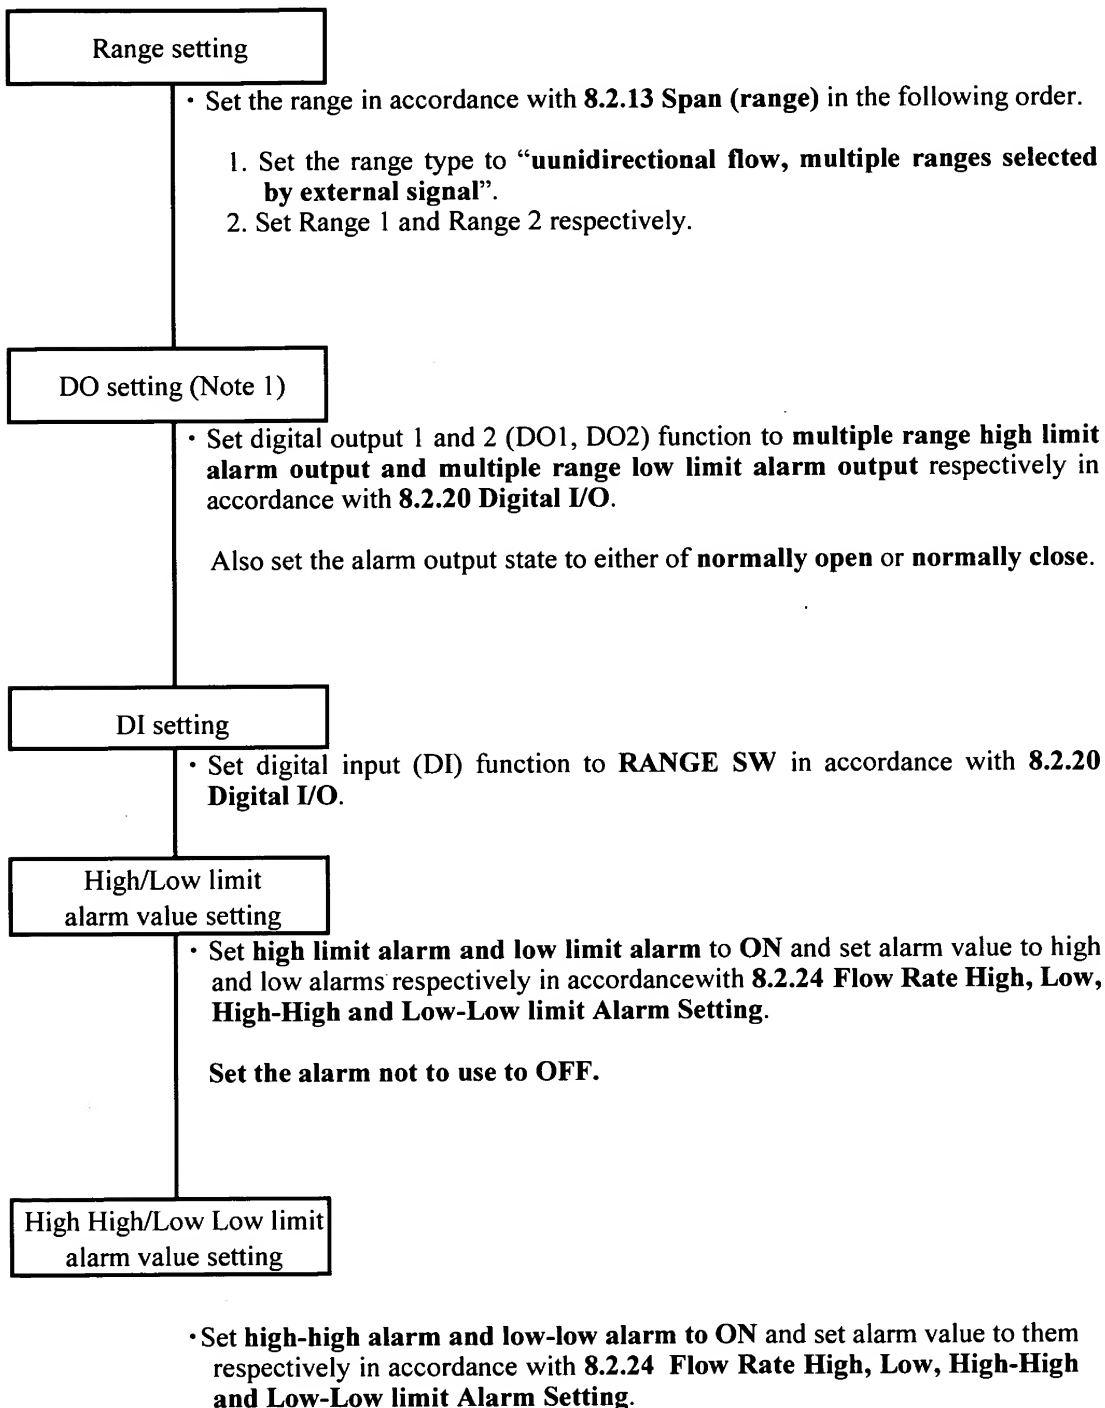 Range setting
· Set the range in accordance with 8.2.13 Span (range) in the following order.
1. Set the range type to “uunidirectional flow, multiple ranges selected
by external signal”.
2. Set Range 1 and Range 2 respectively.
DO setting (Note 1)
· Set digital output 1 and 2 (DO1, DO2) function to multiple range high limit
alarm output and multiple range low limit alarm output respectively in
accordance with 8.2.20 Digital I/O.
Also set the alarm output state to either of normally open or normally close.
DI setting
· Set digital input (DI) function to RANGE SW in accordance with 8.2.20
Digital I/O.
High/Low limit
alarm value setting
· Set high limit alarm and low limit alarm to ON and set alarm value to high
and low alarms respectively in accordancewith 8.2.24 Flow Rate High, Low,
High-High and Low-Low limit Alarm Setting.
Set the alarm not to use to OFF.
High High/Low Low limit
alarm value setting
· Set high-high alarm and low-low alarm to ON and set alarm value to them
respectively in accordance with 8.2.24 Flow Rate High, Low, High-High
and Low-Low limit Alarm Setting.